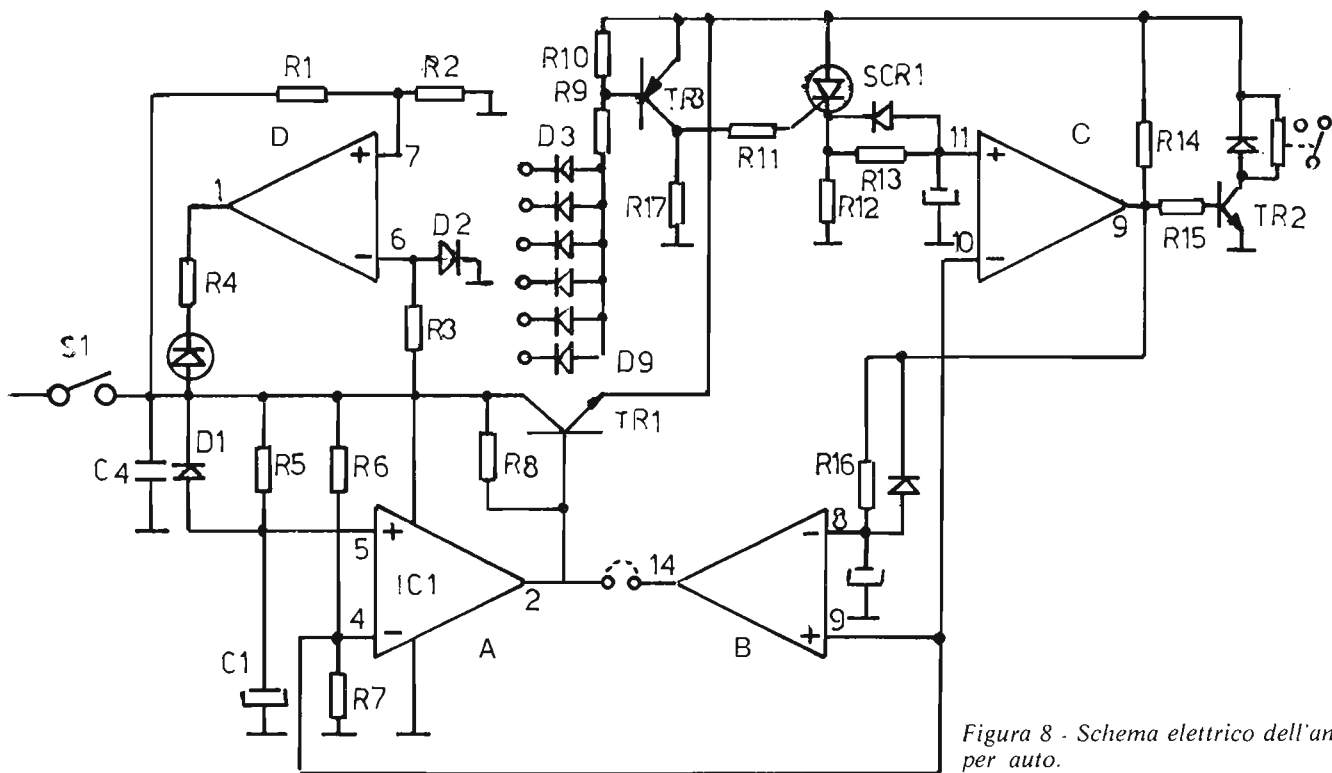 R1
R2
R10
R9
TR3
SCR1
D
D3
+
7
R11
11
C
+
R14
1
R13
R17
R12
D2
6
-
10
-
9
R15
TR2
R4
R3
S1
D9
TR1
D1
C4
R5
R6
R8
R16
+
5
IC1
2
14
8
-
4
-
A
B
9
+
C1
R7
Figura 8 - Schema elettrico dell'an
per auto.